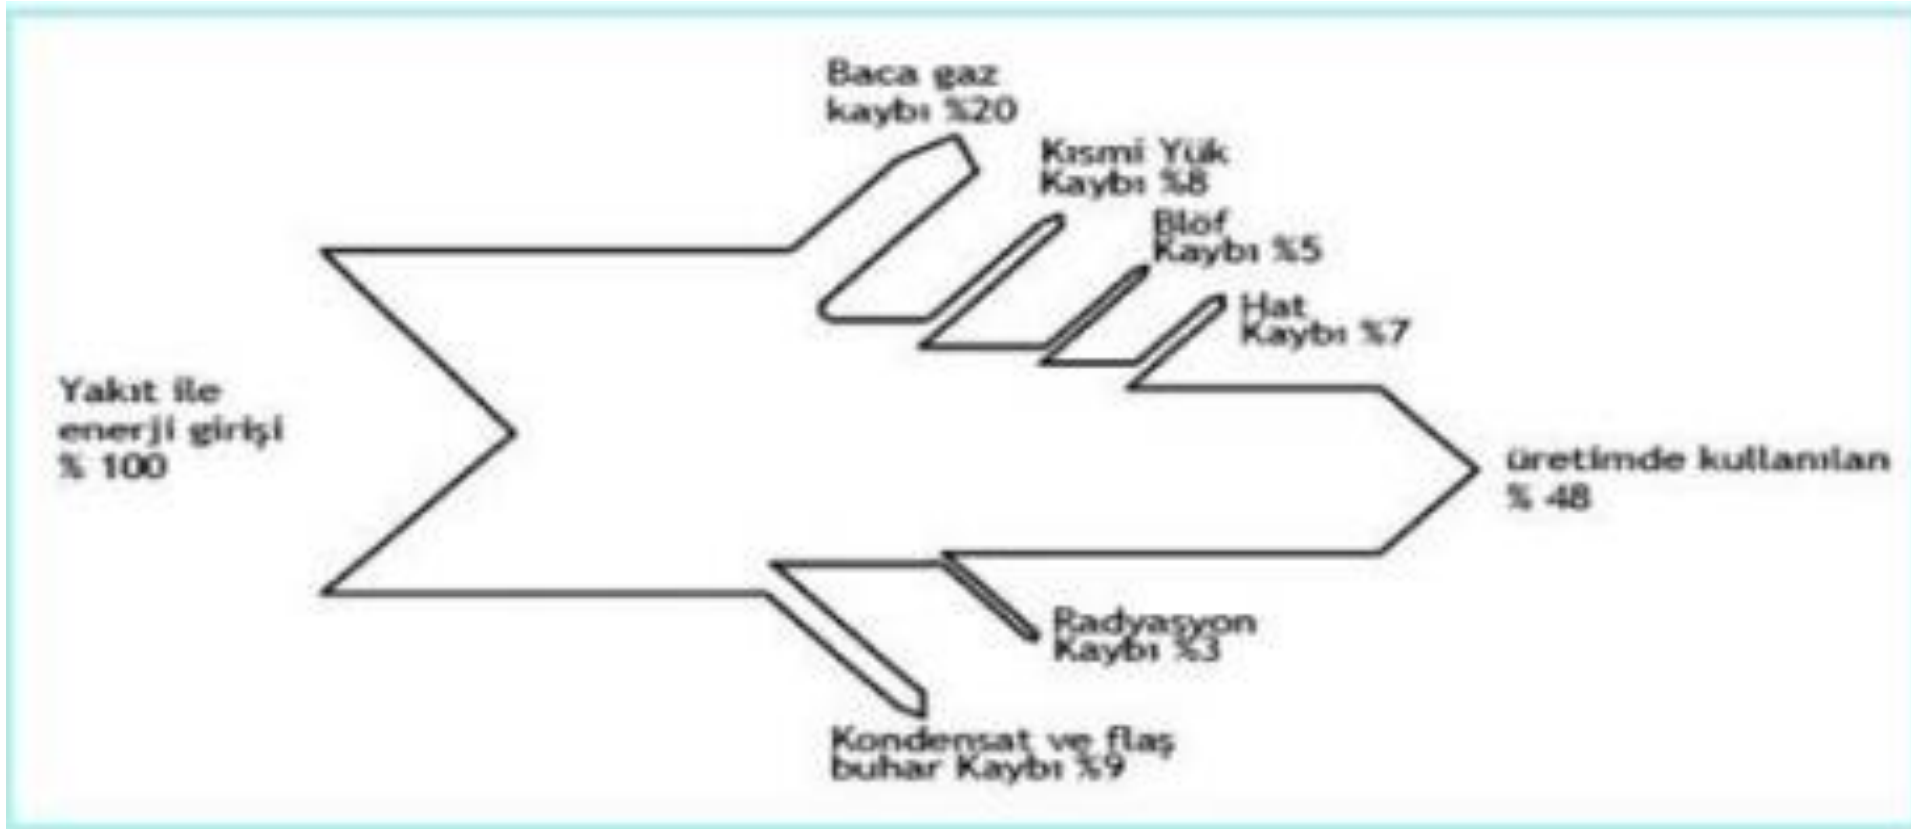 Baca gaz
kaybı %20
Kısmi Yük
Kaybı %8
Blöf
Kaybı %5
Hat
Kaybı %7
Yakıt ile
enerji girişi
% 100
üretimde kullanılan
% 48
Radyasyon
Kaybı %3
Kondensat ve flaş
buhar Kaybı %9